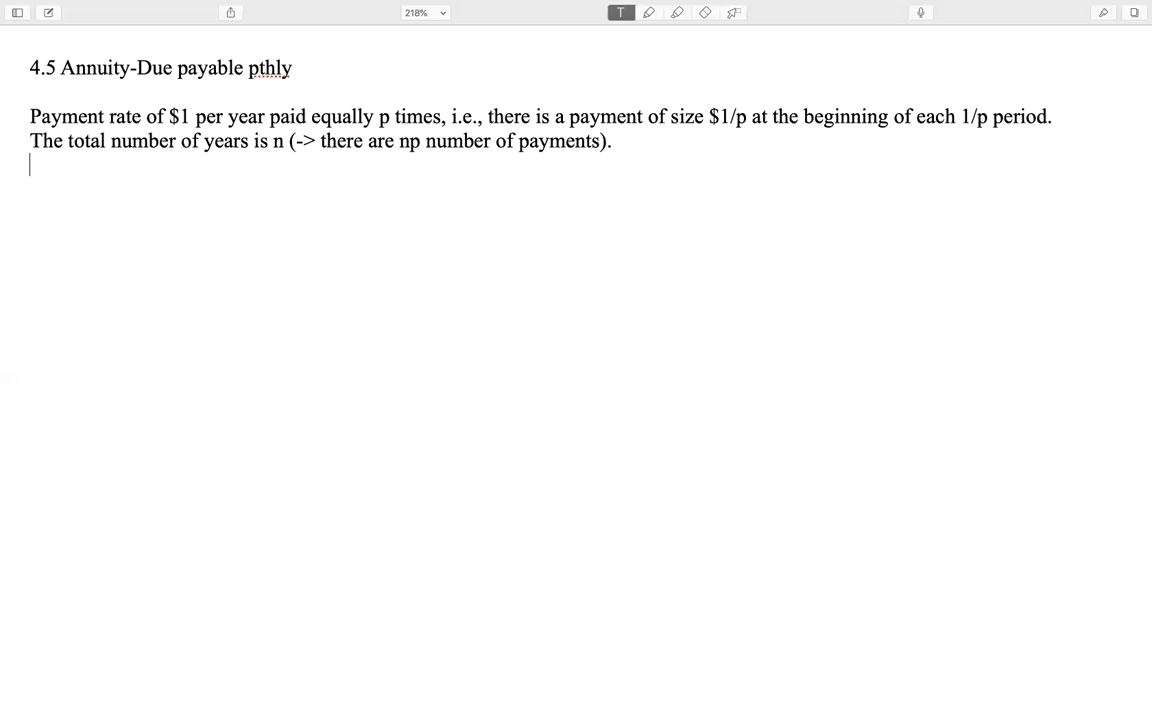 218%
T
4.5 Annuity-Due payable pthly
Payment rate of $1 per year paid equally p times, i.e., there is a payment of size $1/p at the beginning of each 1/p period.
The total number of years is n (-> there are np number of payments).